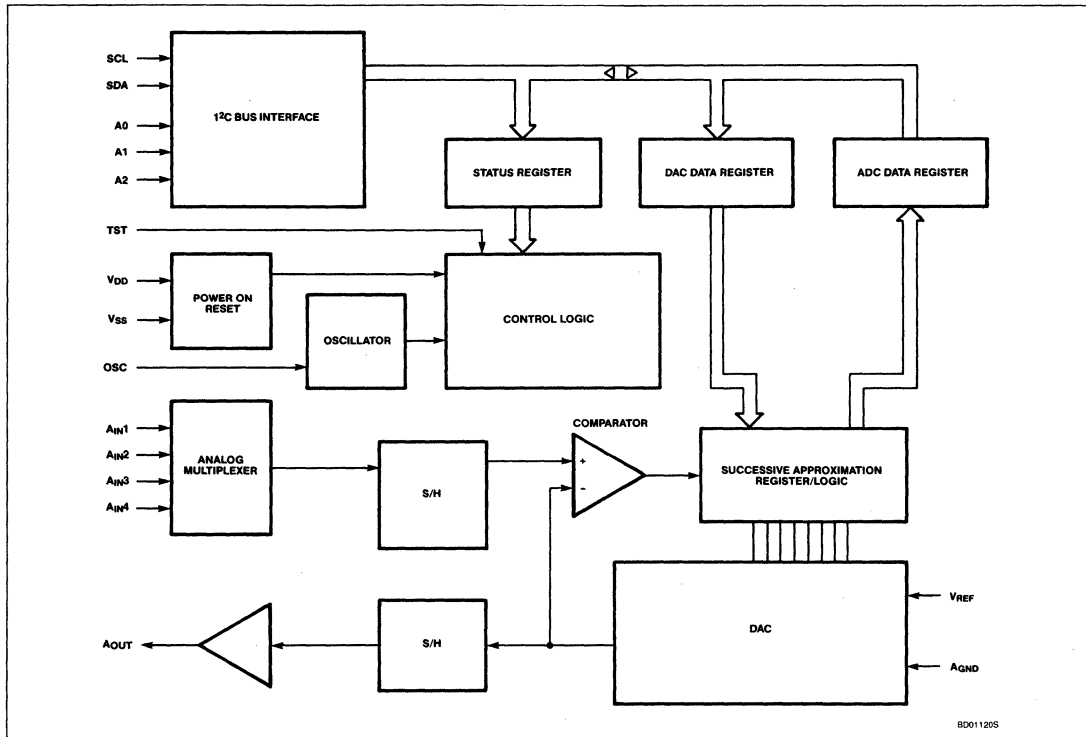 SCL
SDA
A0
A1
A2
I²C BUS INTERFACE
STATUS REGISTER
DAC DATA REGISTER
ADC DATA REGISTER
TST
VDD
VSS
POWER ON
RESET
OSC
OSCILLATOR
CONTROL LOGIC
AIN1
AIN2
AIN3
AIN4
ANALOG
MULTIPLEXER
S/H
COMPARATOR
+
−
SUCCESSIVE APPROXIMATION
REGISTER/LOGIC
AOUT
S/H
DAC
VREF
AGND
BD01120S